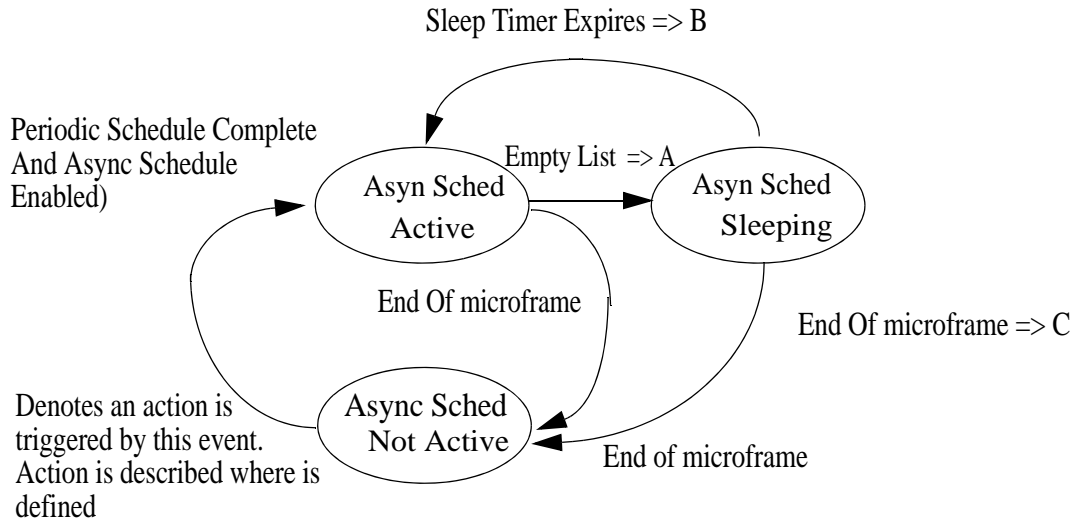 Sleep Timer Expires => B
Periodic Schedule Complete
And Async Schedule
Enabled)
Empty List => A
Asyn Sched
Active
Asyn Sched
Sleeping
End Of microframe
End Of microframe => C
Async Sched
Not Active
Denotes an action is
triggered by this event.
Action is described where is
defined
End of microframe